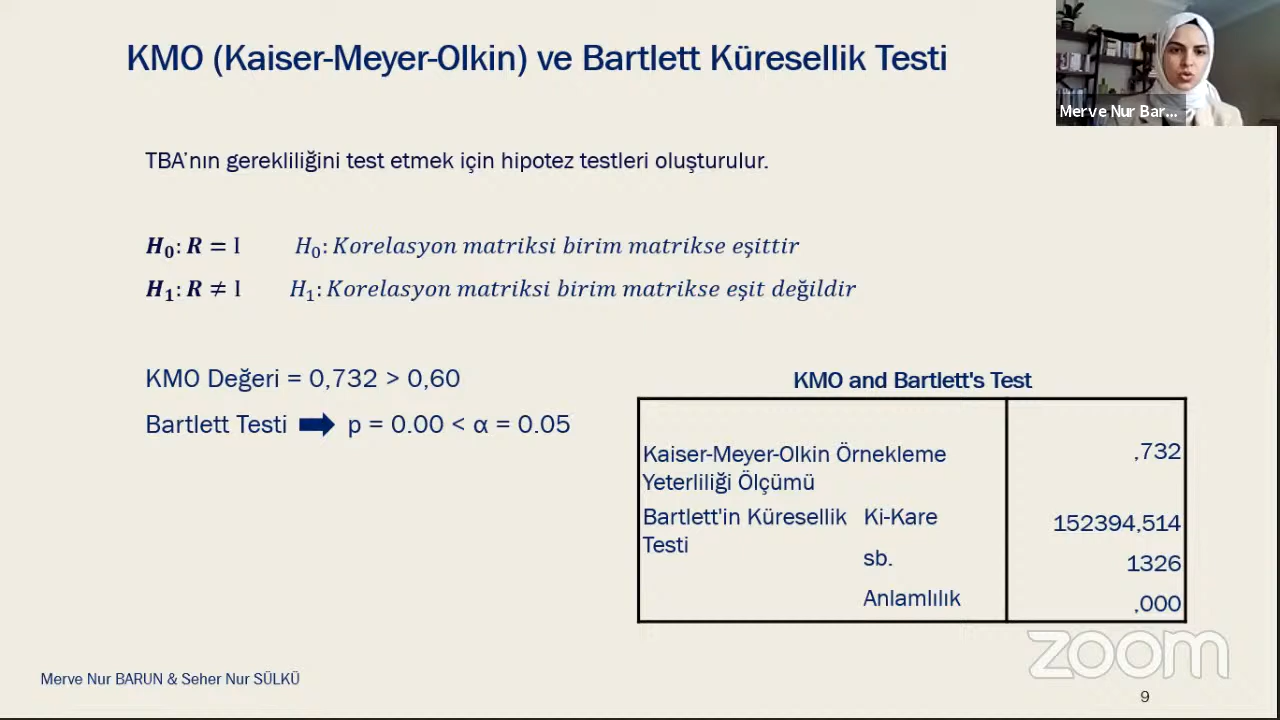 KMO (Kaiser-Meyer-Olkin) ve Bartlett Küresellik Testi
Merve Nur Bar...
TBA’nın gerekliliğini test etmek için hipotez testleri oluşturulur.
H₀: R = I H₀: Korelasyon matriksi birim matrikse eşittir
H₁: R ≠ I H₁: Korelasyon matriksi birim matrikse eşit değildir
KMO Değeri = 0,732 > 0,60
Bartlett Testi ➡ p = 0.00 < α = 0.05
KMO and Bartlett's Test
Kaiser-Meyer-Olkin Örnekleme
Yeterliliği Ölçümü ,732
Bartlett'in Küresellik Ki-Kare 152394,514
Testi
sb. 1326
Anlamlılık ,000
zoom
Merve Nur BARUN & Seher Nur SÜLKÜ
9